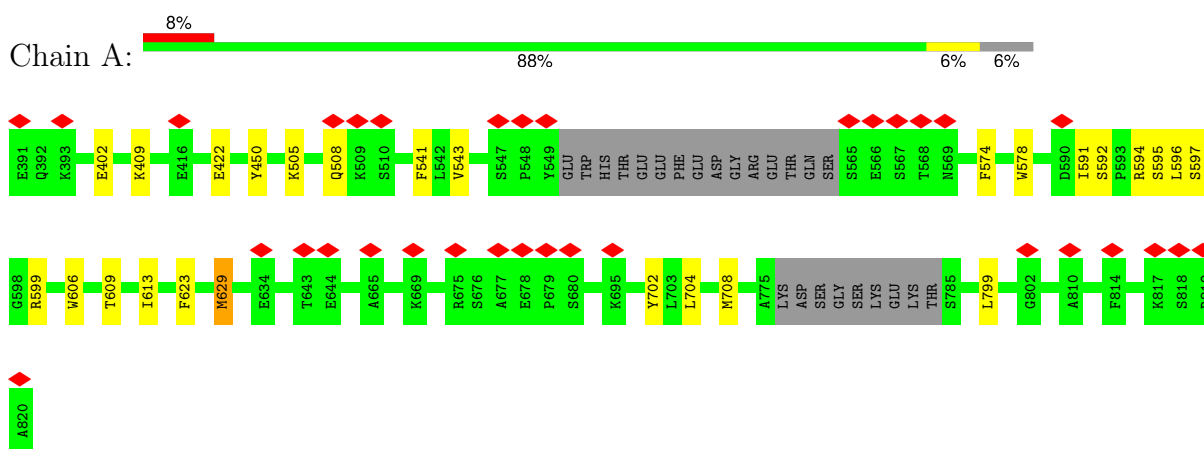 8%
Chain A:
88% 6% 6%
E391 Q392 K393 E402 K409 E416 E422 Y450 K505 Q508 K509 S510 F541 L542 V543 S547 P548 Y549 GLU TRP HIS THR GLU GLU PHE GLU ASP GLY ARG GLU THR GLN SER S565 E566 S567 T568 N569 F574 W578 D590 I591 S592 P593 R594 S595 L596 S597
G598 R599 W606 T609 I613 F623 M629 E634 T643 E644 A665 K669 R675 S676 A677 E678 P679 S680 K695 Y702 L703 L704 M708 A775 LYS ASP SER GLY SER LYS GLU LYS THR S785 L799 G802 A810 F814 K817 S818
A820